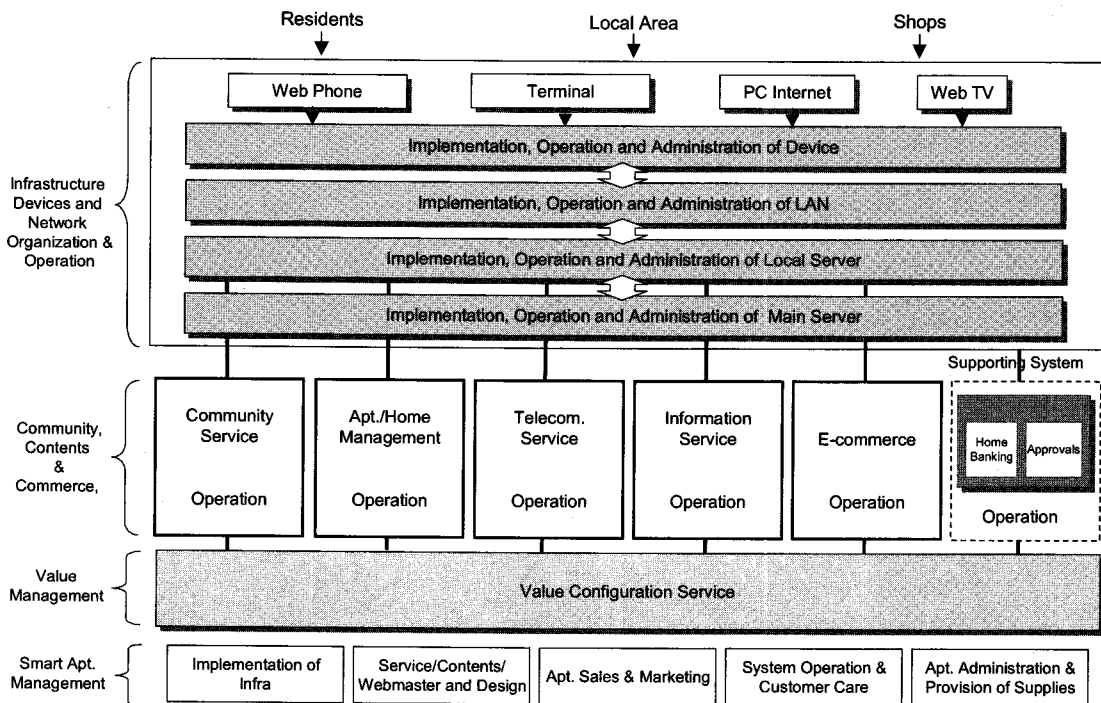 Residents
Local Area
Shops
Web Phone
Terminal
PC Internet
Web TV
Implementation, Operation and Administration of Device
Implementation, Operation and Administration of LAN
Implementation, Operation and Administration of Local Server
Implementation, Operation and Administration of Main Server
Infrastructure
Devices and
Network
Organization &
Operation
Supporting System
Community,
Contents
&
Commerce,
Community
Service
Operation
Apt./Home
Management
Operation
Telecom.
Service
Operation
Information
Service
Operation
E-commerce
Operation
Home
Banking
Approvals
Operation
Value
Management
Value Configuration Service
Smart Apt.
Management
Implementation of
Infra
Service/Contents/
Webmaster and Design
Apt. Sales & Marketing
System Operation &
Customer Care
Apt. Administration &
Provision of Supplies